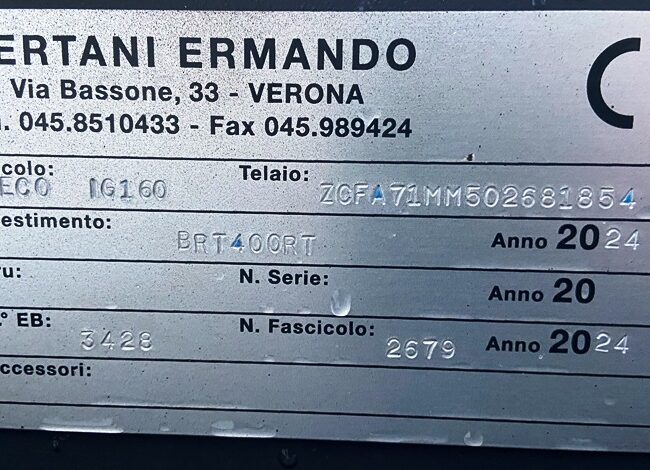 ERTANI ERMANDO
Via Bassone, 33 - VERONA
. 045.8510433 - Fax 045.989424
C
colo: ECO IG160 Telaio: ZCFA71MM502681854
estimento: BRT400RT Anno 2024
ru: N. Serie: Anno 20
.° EB: 3428 N. Fascicolo: 2679 Anno 2024
ccessori: